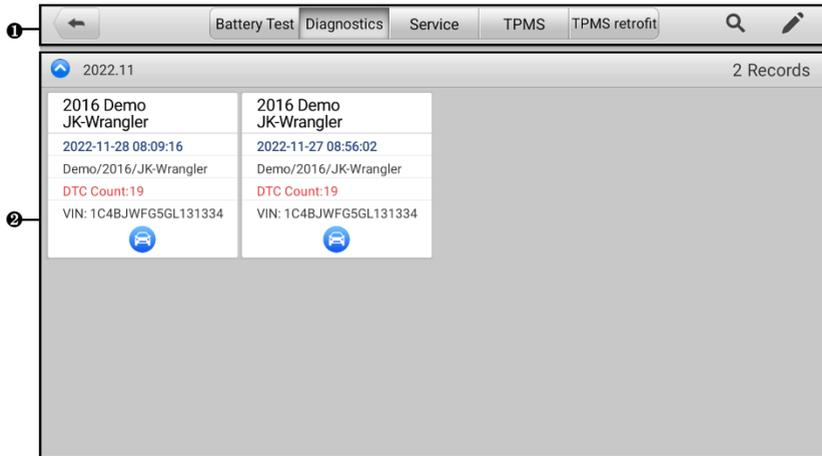 ❶
Battery Test Diagnostics Service TPMS TPMS retrofit
2022.11 2 Records
2016 Demo
JK-Wrangler
2022-11-28 08:09:16
Demo/2016/JK-Wrangler
DTC Count:19
VIN: 1C4BJWFG5GL131334
2016 Demo
JK-Wrangler
2022-11-27 08:56:02
Demo/2016/JK-Wrangler
DTC Count:19
VIN: 1C4BJWFG5GL131334
❷